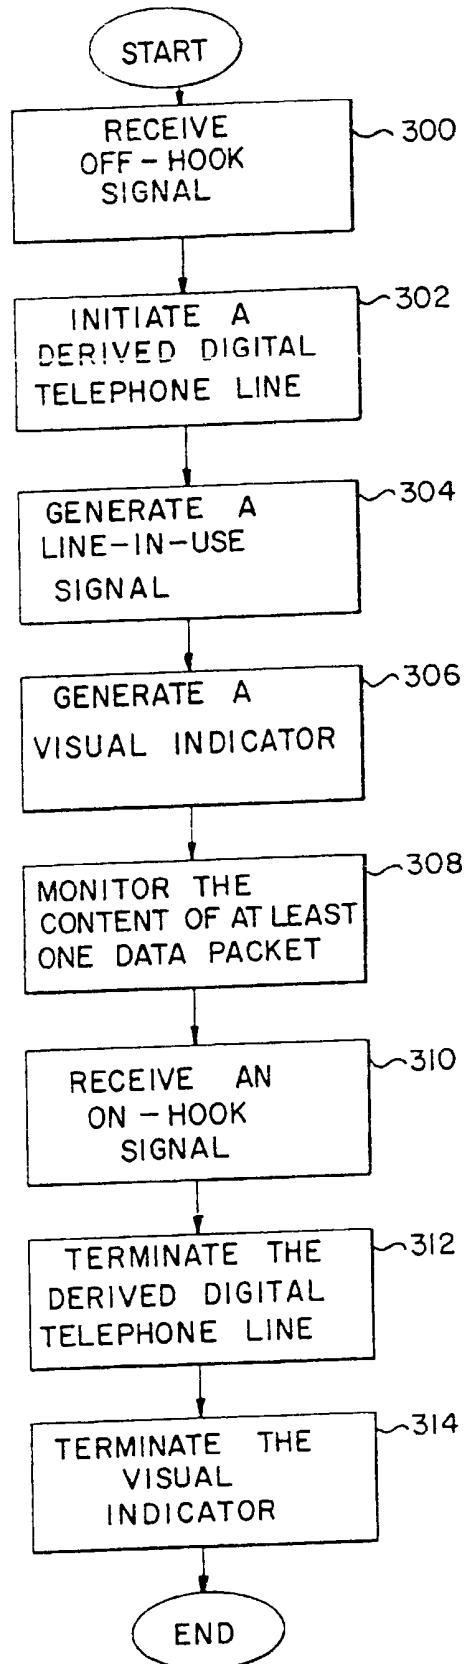 START
RECEIVE
OFF-HOOK
SIGNAL
300
INITIATE A
DERIVED DIGITAL
TELEPHONE LINE
302
GENERATE A
LINE-IN-USE
SIGNAL
304
GENERATE A
VISUAL INDICATOR
306
MONITOR THE
CONTENT OF AT LEAST
ONE DATA PACKET
308
RECEIVE AN
ON-HOOK
SIGNAL
310
TERMINATE THE
DERIVED DIGITAL
TELEPHONE LINE
312
TERMINATE THE
VISUAL
INDICATOR
314
END